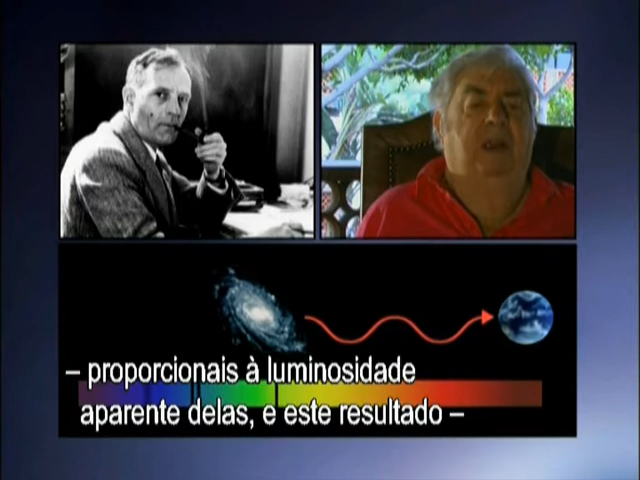 – proporcionais à luminosidade
aparente delas, e este resultado –